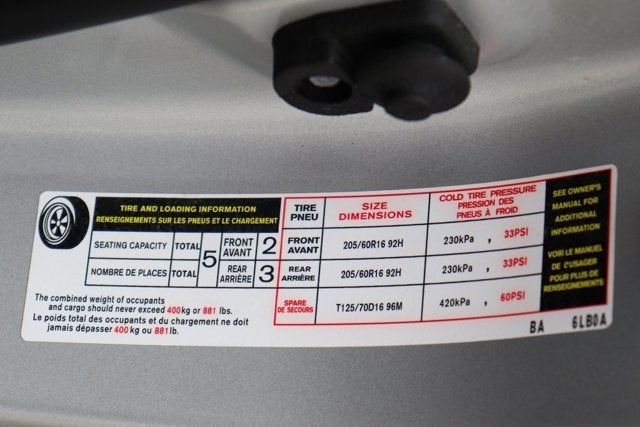 TIRE AND LOADING INFORMATION
RENSEIGNEMENTS SUR LES PNEUS ET LE CHARGEMENT
SEATING CAPACITY TOTAL 5 FRONT AVANT 2
NOMBRE DE PLACES TOTAL REAR ARRIÈRE 3
The combined weight of occupants
and cargo should never exceed 400kg or 881 lbs.
Le poids total des occupants et du chargement ne doit
jamais dépasser 400 kg ou 881 lb.
TIRE PNEU
SIZE
DIMENSIONS
COLD TIRE PRESSURE
PRESSION DES
PNEUS À FROID
FRONT AVANT 205/60R16 92H 230kPa , 33PSI
REAR ARRIÈRE 205/60R16 92H 230kPa , 33PSI
SPARE DE SECOURS T125/70D16 96M 420kPa , 60PSI
SEE OWNER'S
MANUAL FOR
ADDITIONAL
INFORMATION
VOIR LE MANUEL
DE L'USAGER
POUR PLUS DE
RENSEIGNEMENTS
BA 6LB0A